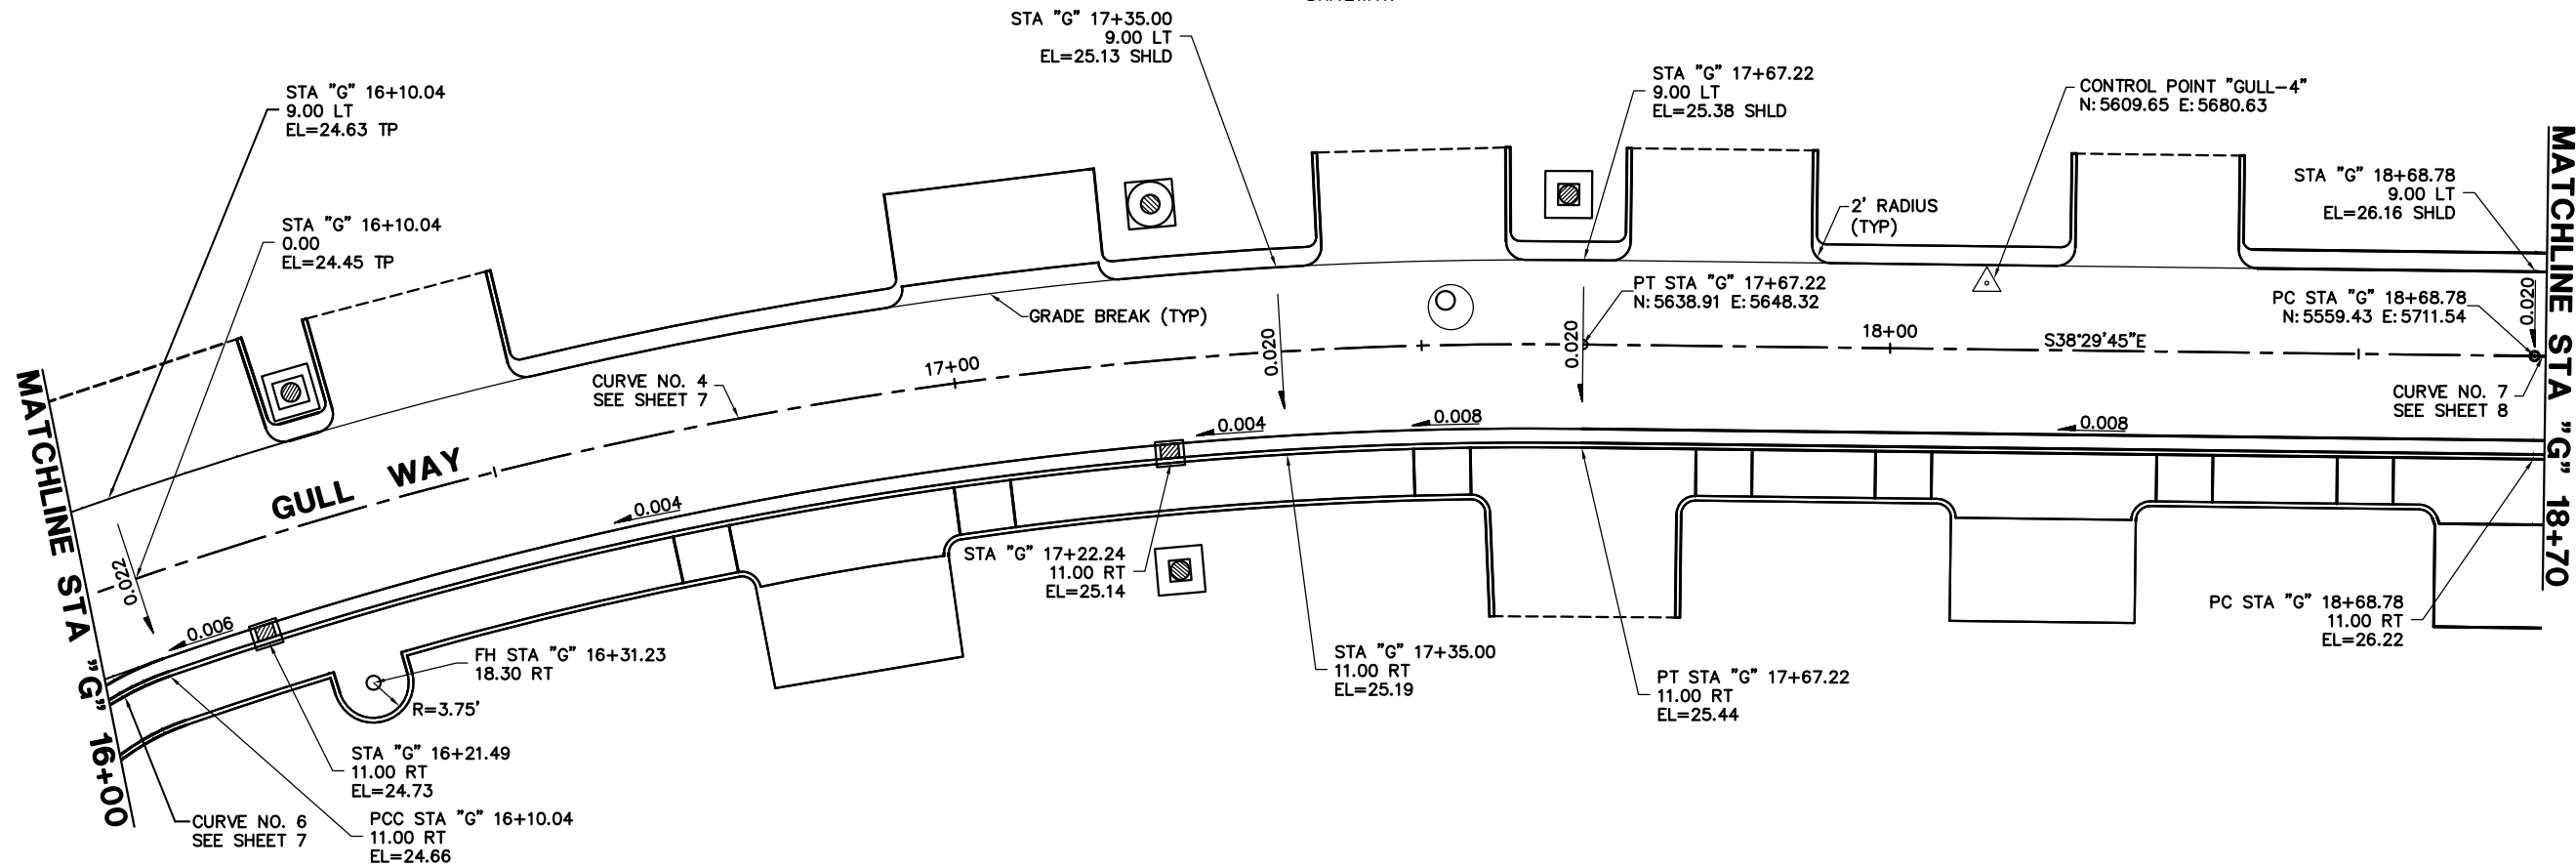 STA "G" 17+35.00
9.00 LT
EL=25.13 SHLD
STA "G" 16+10.04
9.00 LT
EL=24.63 TP
STA "G" 17+67.22
9.00 LT
EL=25.38 SHLD
CONTROL POINT "GULL-4"
N:5609.65 E:5680.63
STA "G" 18+68.78
9.00 LT
EL=26.16 SHLD
2' RADIUS
(TYP)
STA "G" 16+10.04
0.00
EL=24.45 TP
PT STA "G" 17+67.22
N:5638.91 E:5648.32
PC STA "G" 18+68.78
N:5559.43 E:5711.54
0.020
GRADE BREAK (TYP)
0.020
0.020
18+00
S38°29'45"E
17+00
CURVE NO. 4
SEE SHEET 7
CURVE NO. 7
SEE SHEET 8
GULL WAY
0.004
0.008
0.008
0.004
0.022
0.006
STA "G" 17+22.24
11.00 RT
EL=25.14
PC STA "G" 18+68.78
11.00 RT
EL=26.22
FH STA "G" 16+31.23
18.30 RT
R=3.75'
STA "G" 17+35.00
11.00 RT
EL=25.19
PT STA "G" 17+67.22
11.00 RT
EL=25.44
STA "G" 16+21.49
11.00 RT
EL=24.73
CURVE NO. 6
SEE SHEET 7
PCC STA "G" 16+10.04
11.00 RT
EL=24.66
MATCHLINE STA "G" 16+00
MATCHLINE STA "G" 18+70